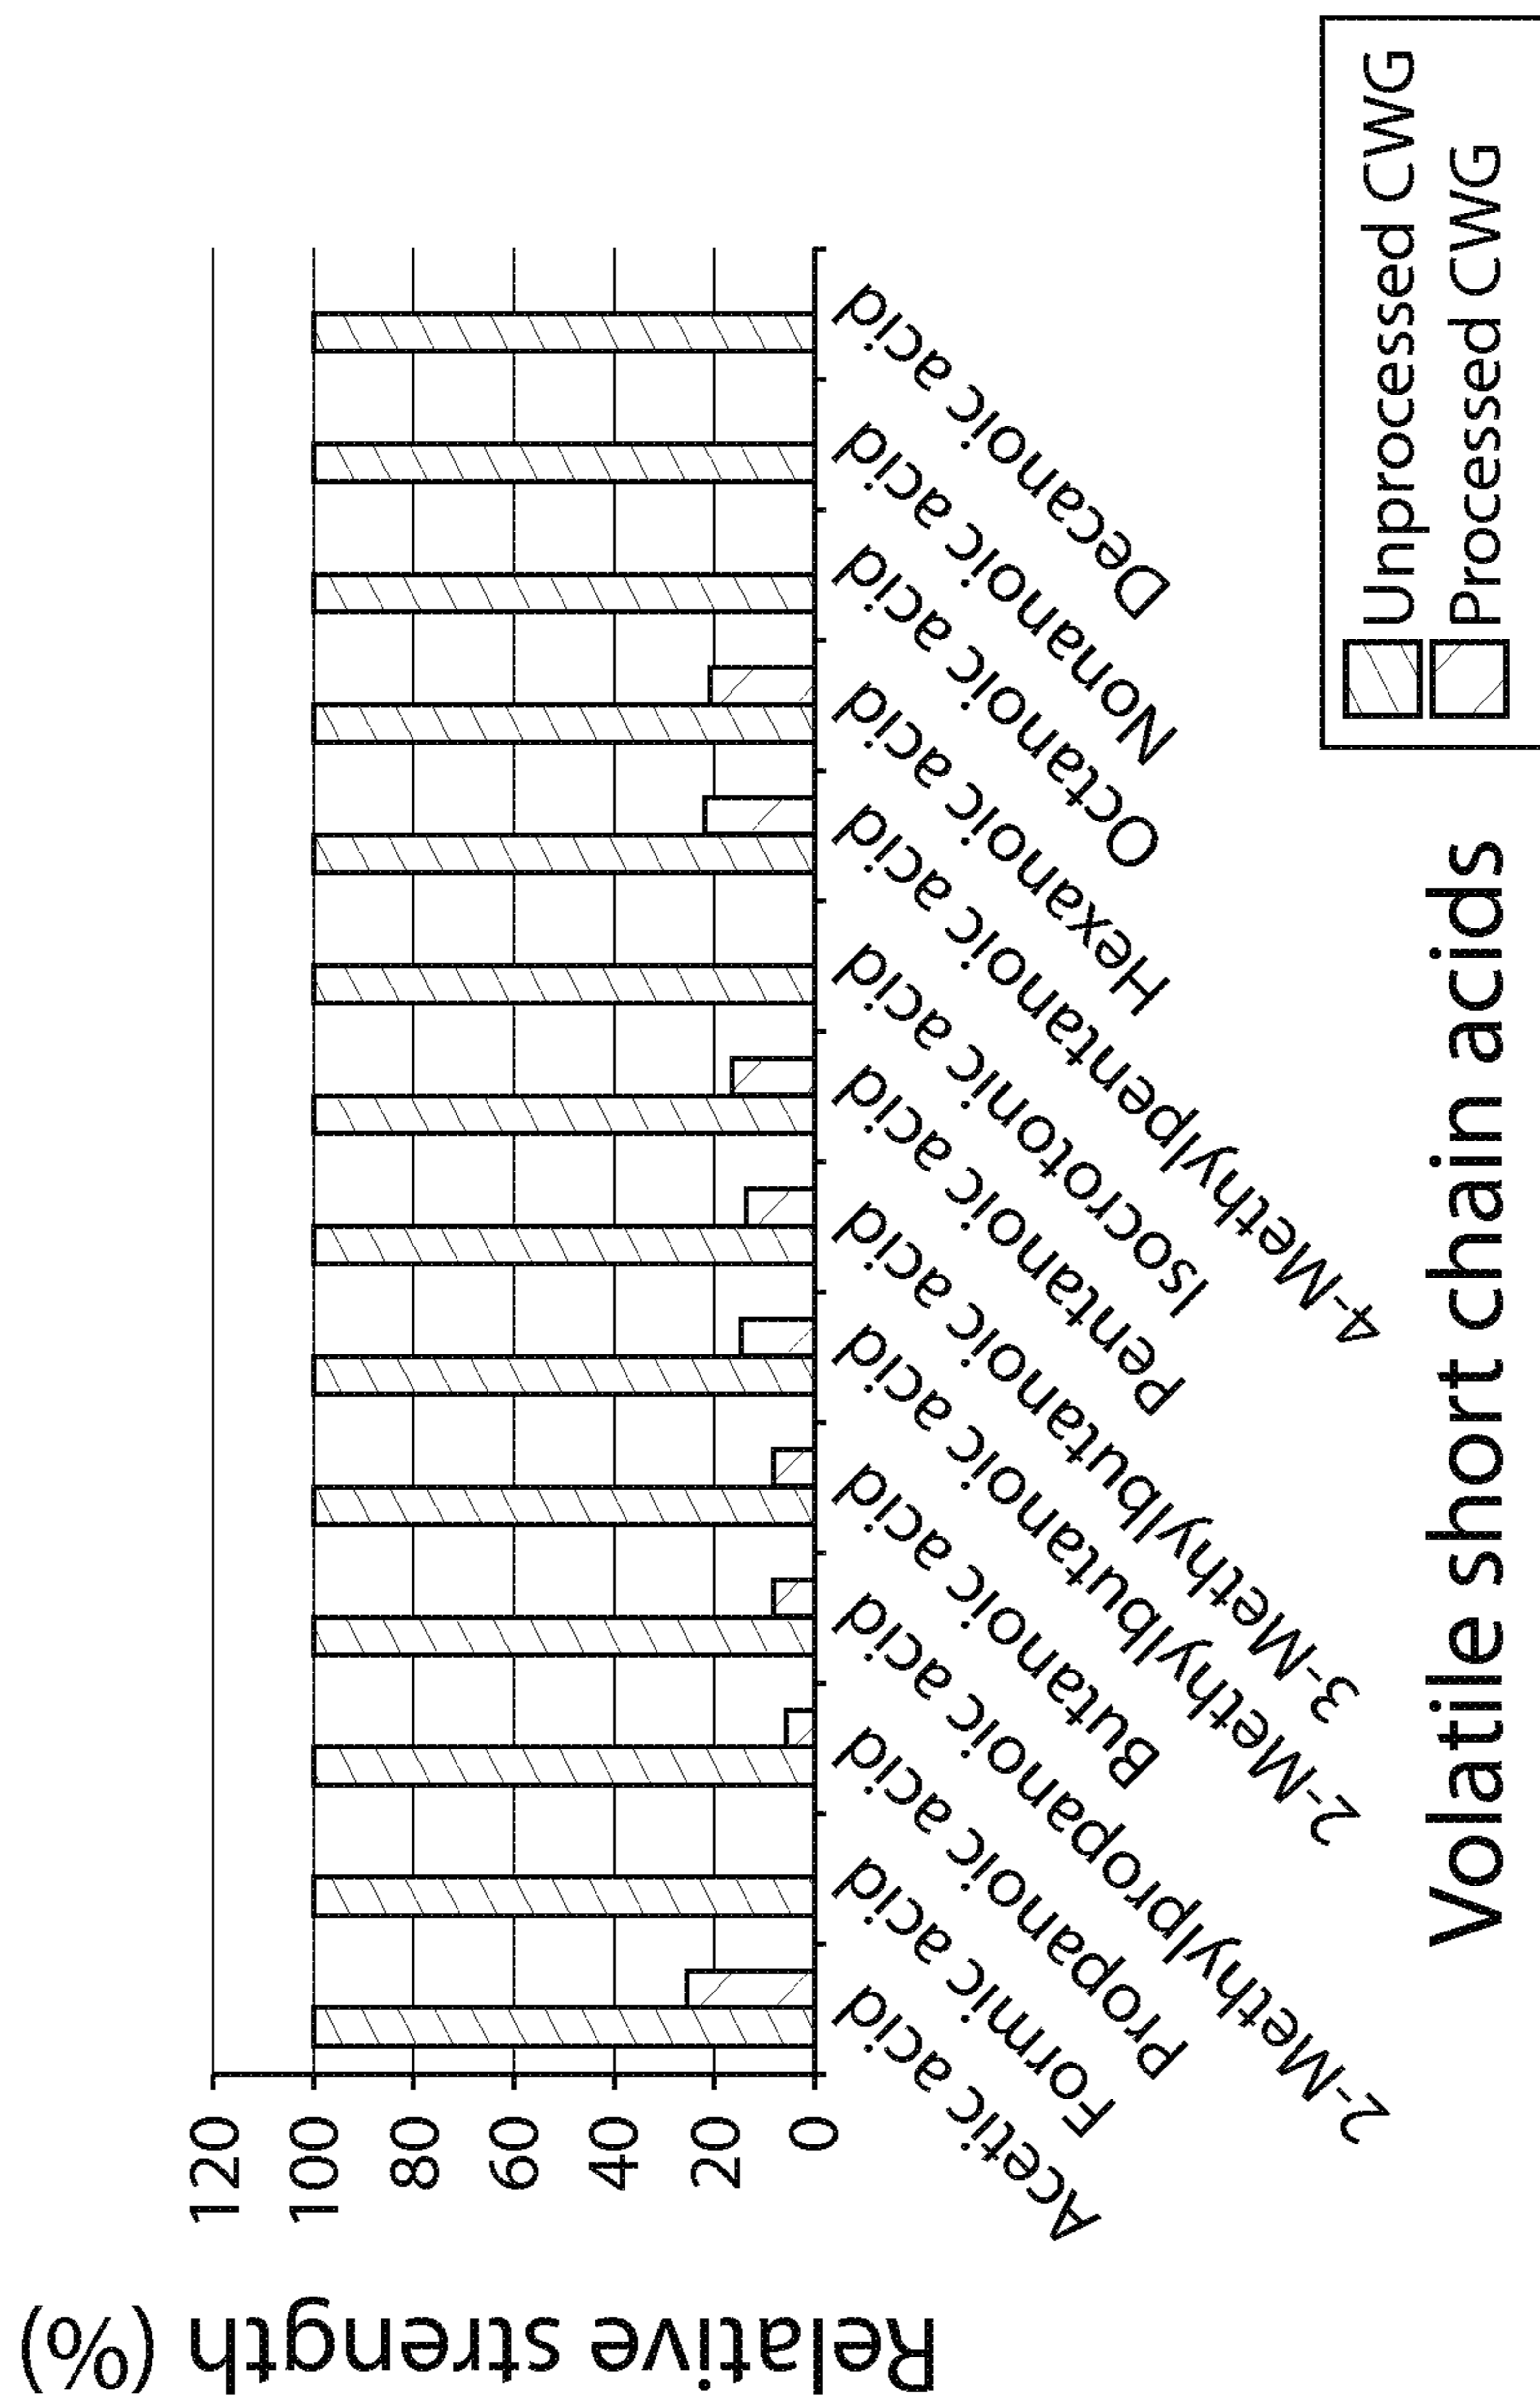 Relative strength (%)
120
100
80
60
40
20
0
Acetic acid
Formic acid
Propanoic acid
2-Methylpropanoic acid
Butanoic acid
2-Methylbutanoic acid
3-Methylbutanoic acid
Pentanoic acid
Isocrotonic acid
4-Methylpentanoic acid
Hexanoic acid
Octanoic acid
Nonanoic acid
Decanoic acid
Volatile short chain acids
Unprocessed CWG
Processed CWG